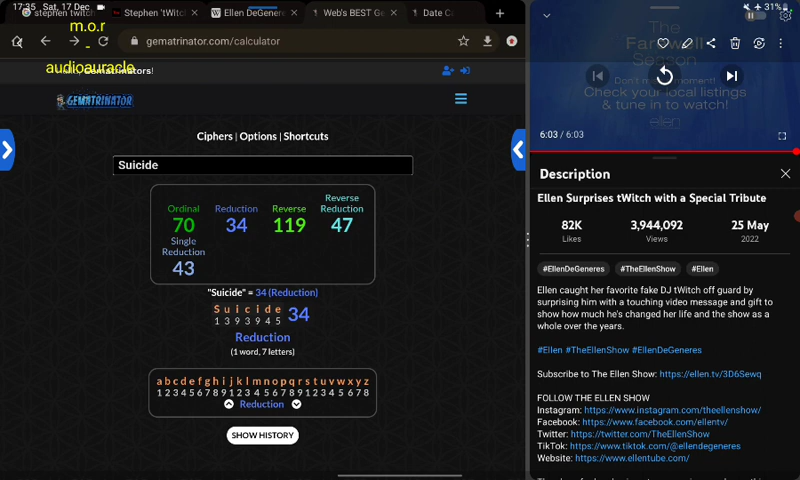 17:35 Sat, 17 Dec
31%
stephen twitch
Stephen 'tWitch
Ellen DeGenere
Web's BEST Ge
Date Ca
m.o.r
-
audioauracle
gematrinator.com/calculator
Gematrinators!
GEMATRINATOR
Ciphers | Options | Shortcuts
Suicide
Ordinal
70
Reduction
34
Reverse
119
Reverse
Reduction
47
Single
Reduction
43
"Suicide" = 34 (Reduction)
S u i c i d e 34
1 3 9 3 9 4 5
Reduction
(1 word, 7 letters)
a b c d e f g h i j k l m n o p q r s t u v w x y z
1 2 3 4 5 6 7 8 9 1 2 3 4 5 6 7 8 9 1 2 3 4 5 6 7 8
Reduction
SHOW HISTORY
The
Farewell
Season
Don't miss a moment!
Check your local listings
& tune in to watch!
ellen
6:03 / 6:03
Description
Ellen Surprises tWitch with a Special Tribute
82K
Likes
3,944,092
Views
25 May
2022
#EllenDeGeneres
#TheEllenShow
#Ellen
Ellen caught her favorite fake DJ tWitch off guard by
surprising him with a touching video message and gift to
show how much he's changed her life and the show as a
whole over the years.
#Ellen #TheEllenShow #EllenDeGeneres
Subscribe to The Ellen Show: https://ellen.tv/3D6Sewq
FOLLOW THE ELLEN SHOW
Instagram: https://www.instagram.com/theellenshow/
Facebook: https://www.facebook.com/ellentv/
Twitter: https://twitter.com/TheEllenShow
TikTok: https://www.tiktok.com/@ellendegeneres
Website: https://www.ellentube.com/